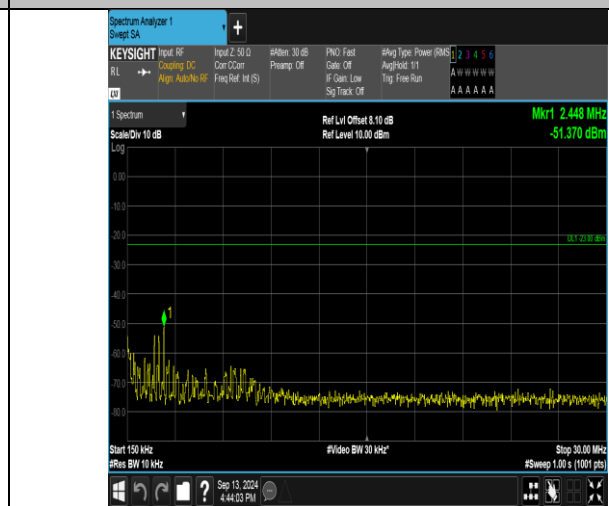 Spectrum Analyzer 1
Swept SA
+
KEYSIGHT
RL
LXI
Input: RF
Coupling: DC
Align: Auto/No RF
Input Z: 50 Ω
Corr CCorr
Freq Ref: Int (S)
#Atten: 30 dB
Preamp: Off
PNO: Fast
Gate: Off
IF Gain: Low
Sig Track: Off
#Avg Type: Power (RMS
Avg|Hold: 1/1
Trig: Free Run
1 2 3 4 5 6
A W W W W W
A A A A A A
1 Spectrum
Scale/Div 10 dB
Ref Lvl Offset 8.10 dB
Ref Level 10.00 dBm
Mkr1 2.448 MHz
-51.370 dBm
Log
0.00
-10.0
-20.0
DL1 -23.00 dBm
-30.0
-40.0
1
-50.0
-60.0
-70.0
-80.0
Start 150 kHz
#Res BW 10 kHz
#Video BW 30 kHz*
Stop 30.00 MHz
#Sweep 1.00 s (1001 pts)
?
Sep 13, 2024
4:44:03 PM